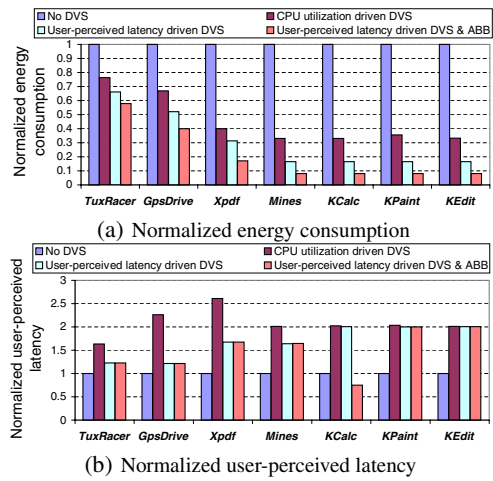 No DVS
CPU utilization driven DVS
User-perceived latency driven DVS
User-perceived latency driven DVS & ABB
Normalized energy
consumption
1
0.9
0.8
0.7
0.6
0.5
0.4
0.3
0.2
0.1
0
TuxRacer GpsDrive Xpdf Mines KCalc KPaint KEdit
(a) Normalized energy consumption
No DVS
CPU utilization driven DVS
User-perceived latency driven DVS
User-perceived latency driven DVS & ABB
Normalized user-perceived
latency
3
2.5
2
1.5
1
0.5
0
TuxRacer GpsDrive Xpdf Mines KCalc KPaint KEdit
(b) Normalized user-perceived latency